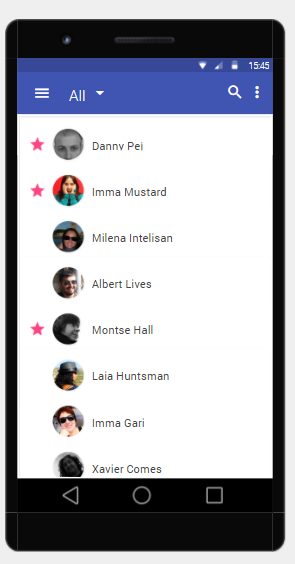 15:45
All
Danny Pei
Imma Mustard
Milena Intelisan
Albert Lives
Montse Hall
Laia Huntsman
Imma Gari
Xavier Comes